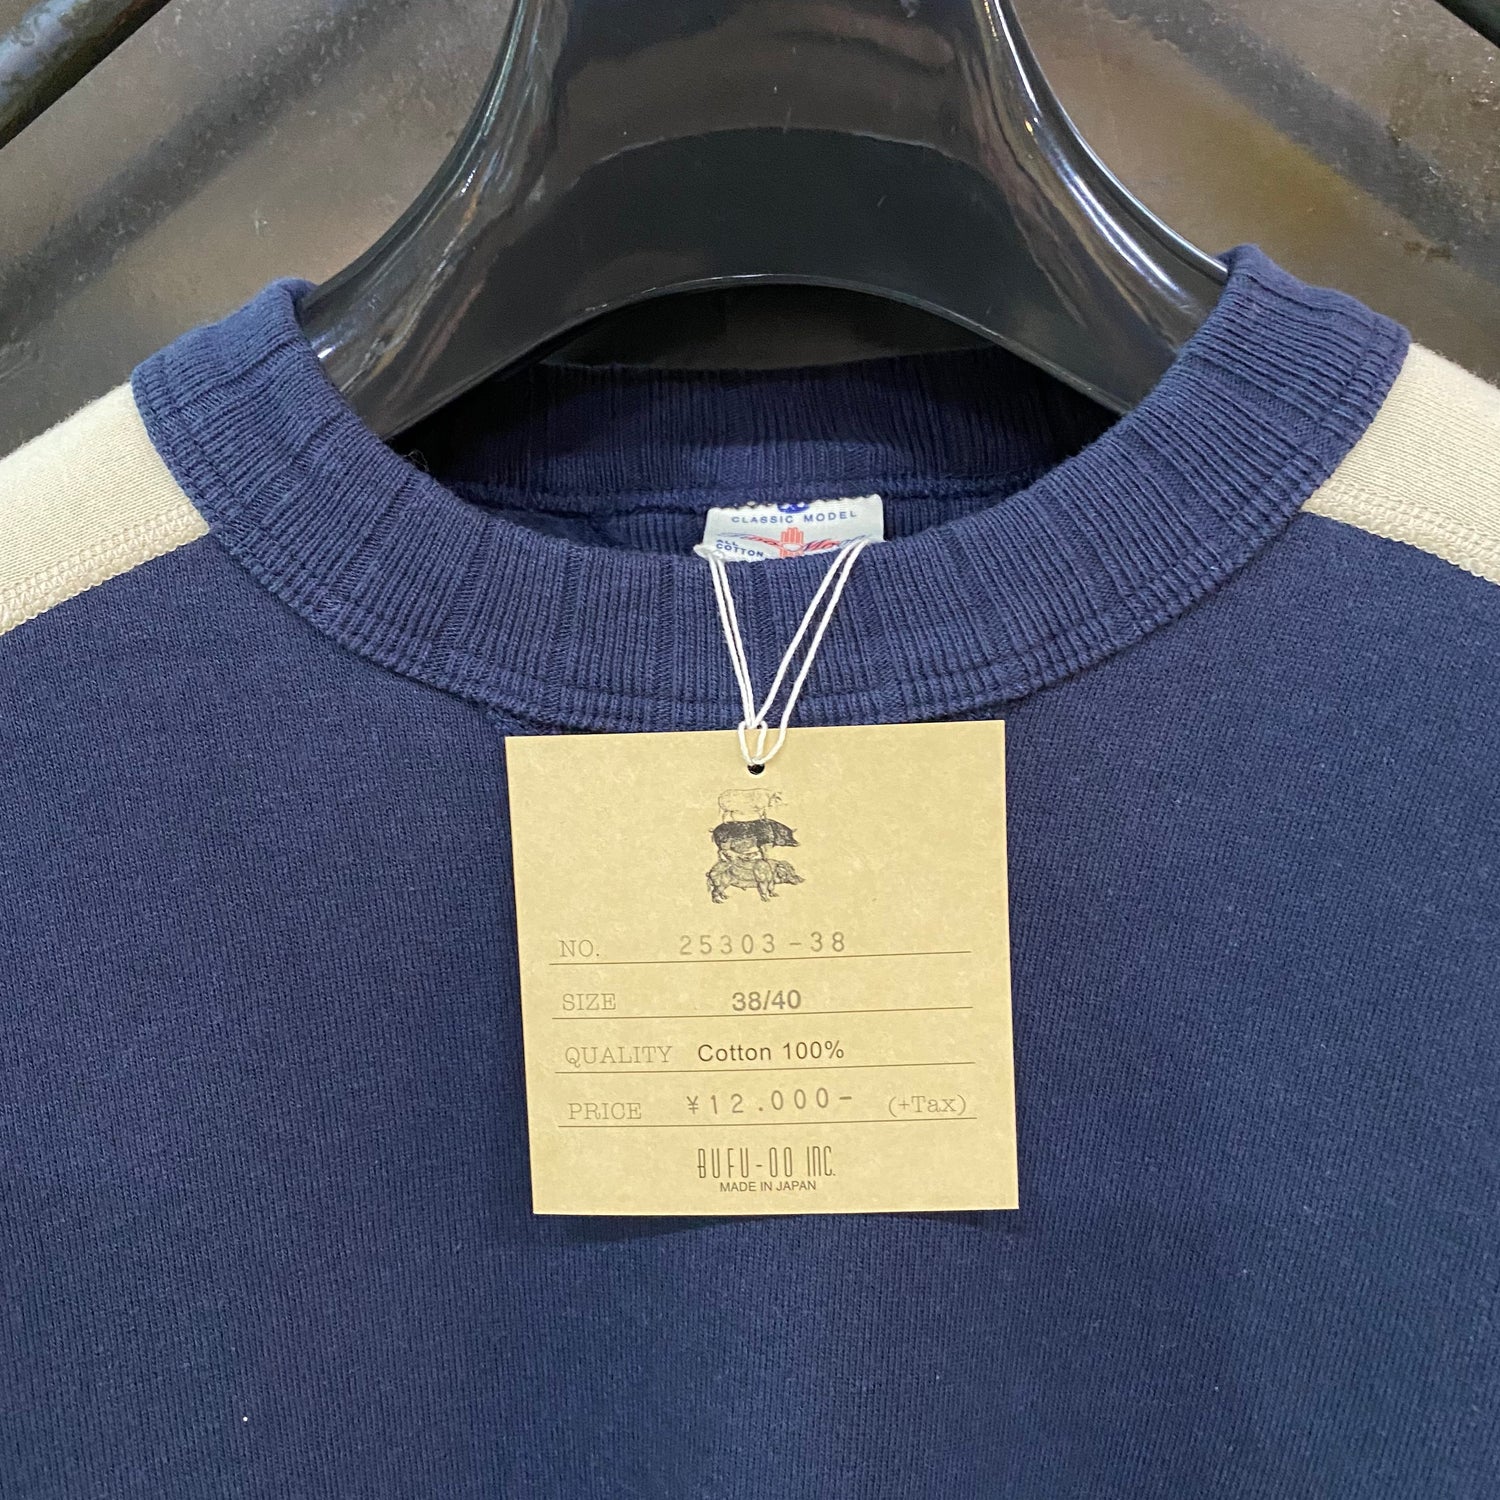 CLASSIC MODEL
ALL
COTTON
NO. 25303-38
SIZE 38/40
QUALITY Cotton 100%
PRICE ¥12.000- (+Tax)
BUFU-OO INC.
MADE IN JAPAN